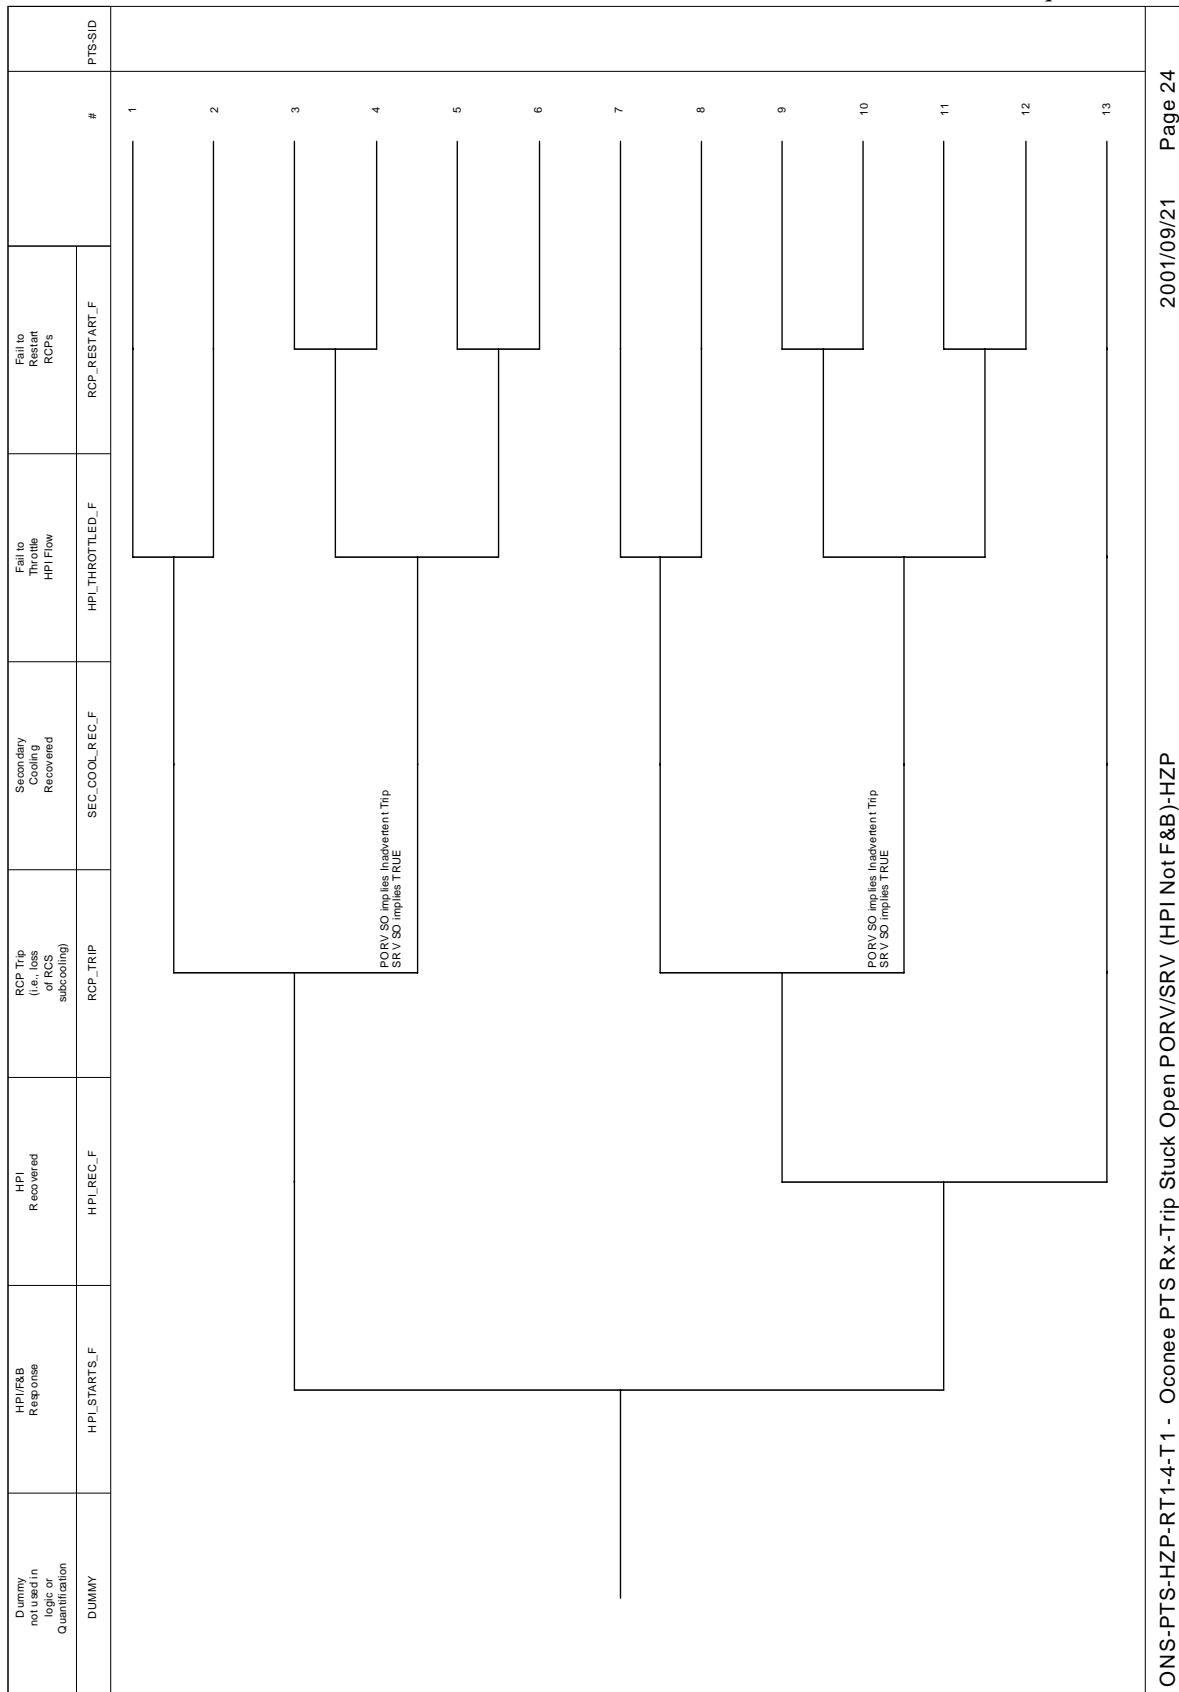 Dummy
not used in
logic or
Quantification
DUMMY
HPI/F&B
Response
HPI_STARTS_F
HPI
Recovered
HPI_REC_F
RCP Trip
(i.e., loss
of RCS
subcooling)
RCP_TRIP
Secondary
Cooling
Recovered
SEC_COOL_REC_F
Fail to
Throttle
HPI Flow
HPI_THROTTLED_F
Fail to
Restart
RCPs
RCP_RESTART_F
#
PTS-SID
1
2
3
PORV SO implies Inadvertent Trip
SRV SO implies TRUE
4
5
6
7
8
9
PORV SO implies Inadvertent Trip
SRV SO implies TRUE
10
11
12
13
ONS-PTS-HZP-RT1-4-T1 - Oconee PTS Rx-Trip Stuck Open PORV/SRV (HPI Not F&B)-HZP 2001/09/21 Page 24